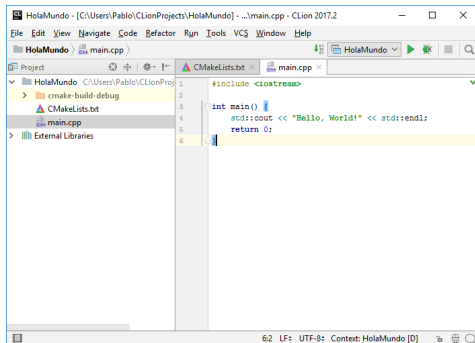 HolaMundo - [C:\Users\Pablo\CLionProjects\HolaMundo] - ...\main.cpp - CLion 2017.2
File Edit View Navigate Code Refactor Run Tools VCS Window Help
HolaMundo main.cpp HolaMundo
Project CMakeLists.txt main.cpp
HolaMundo C:\Users\Pablo\CLionProj
cmake-build-debug
CMakeLists.txt
main.cpp
External Libraries
1 #include <iostream>
2
3 int main() {
4 std::cout << "Hello, World!" << std::endl;
5 return 0;
6 }
6:2 LF÷ UTF-8÷ Context: HolaMundo [D]